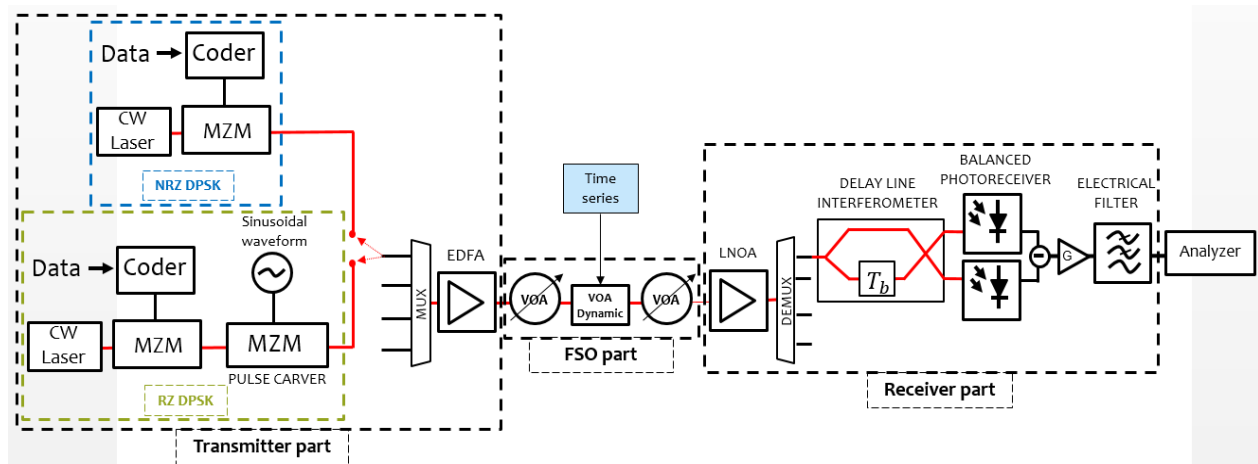 Data
Coder
CW
Laser
MZM
NRZ DPSK
Sinusoidal
waveform
Data
Coder
CW
Laser
MZM
MZM
PULSE CARVER
RZ DPSK
MUX
EDFA
Transmitter part
Time
series
VOA
VOA
Dynamic
VOA
FSO part
LNOA
DEMUX
DELAY LINE
INTERFEROMETER
T_b
BALANCED
PHOTORECEIVER
G
ELECTRICAL
FILTER
Analyzer
Receiver part